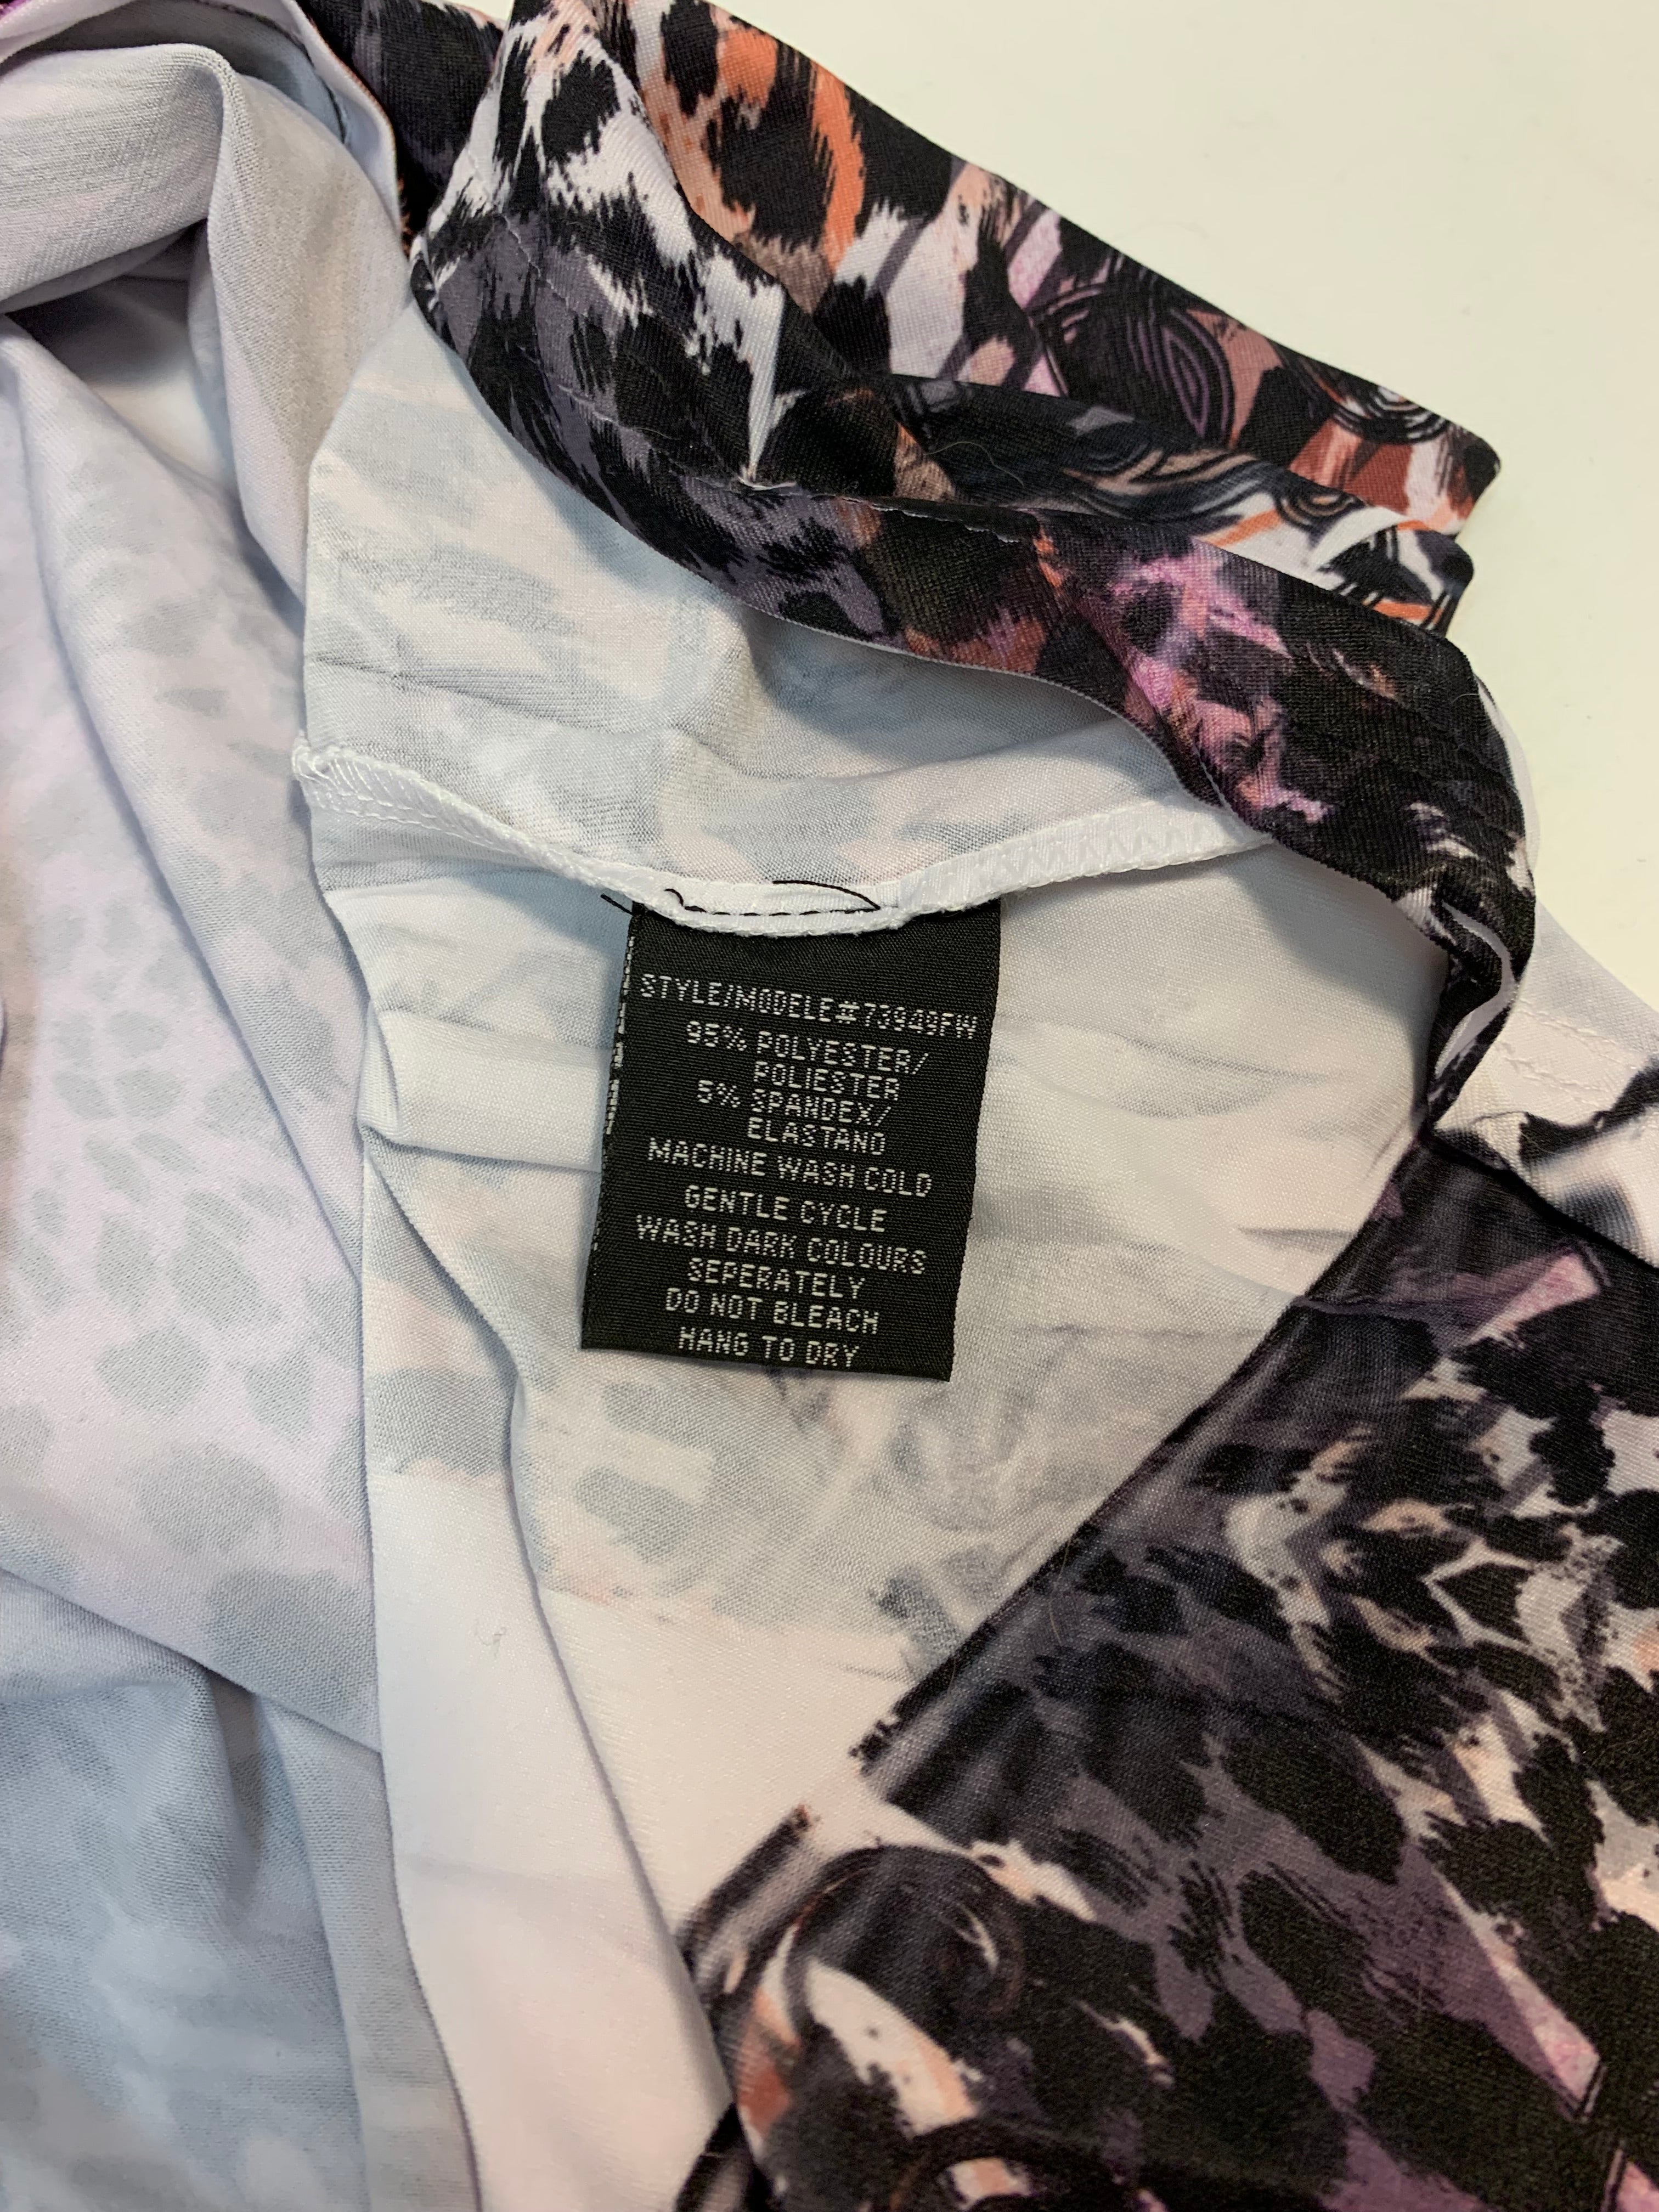 STYLE/MODELE#73949FW
95% POLYESTER/
POLIESTER
5% SPANDEX/
ELASTANO
MACHINE WASH COLD
GENTLE CYCLE
WASH DARK COLOURS
SEPERATELY
DO NOT BLEACH
HANG TO DRY